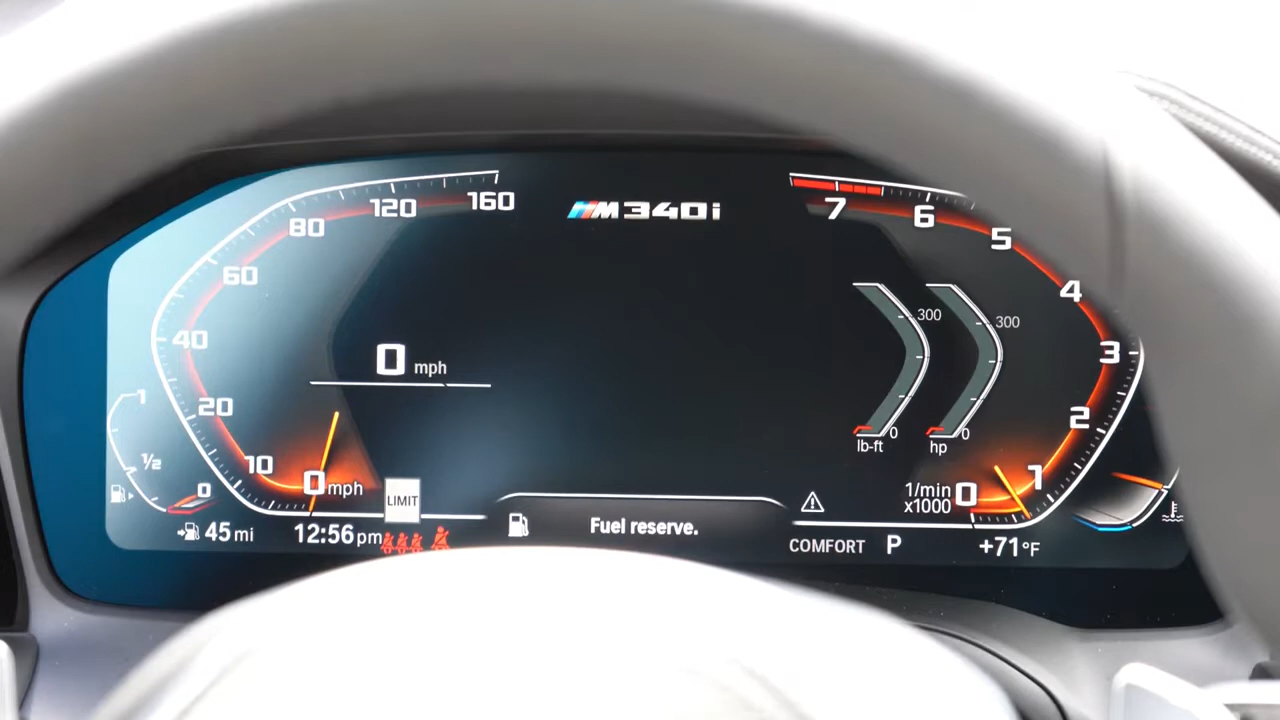 M340i
160
120
80
60
40
20
10
0 mph
0 mph
1
1/2
0
LIMIT
45 mi
12:56 pm
Fuel reserve.
7
6
5
4
3
2
1
0
1/min
x1000
300
0
lb-ft
300
0
hp
COMFORT P
+71°F